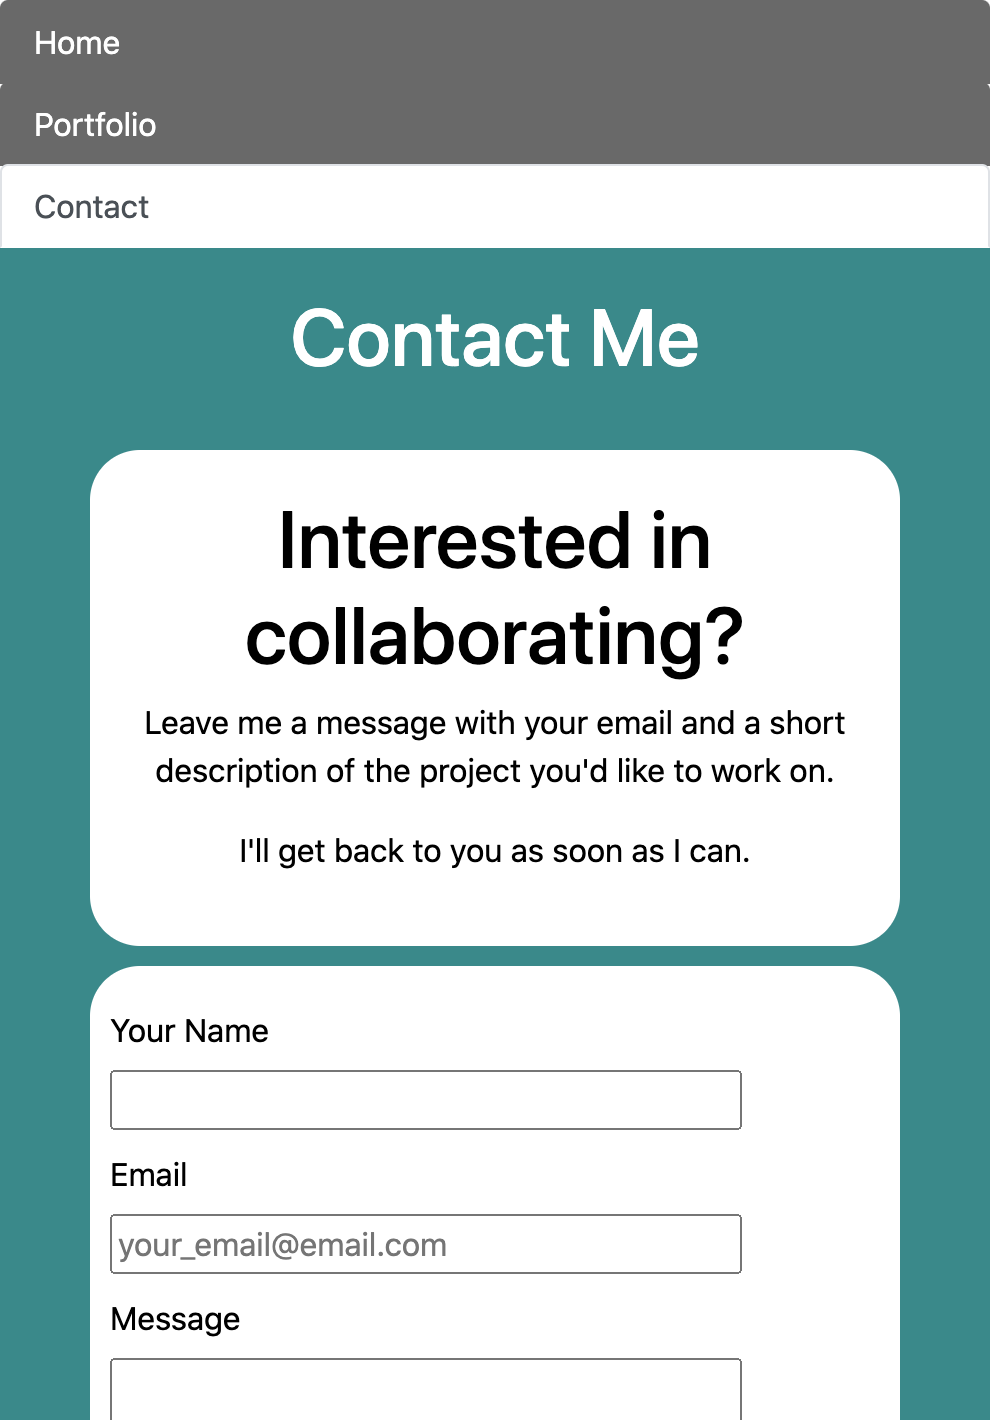 Home
Portfolio
Contact
Contact Me
Interested in
collaborating?
Leave me a message with your email and a short
description of the project you'd like to work on.
I'll get back to you as soon as I can.
Your Name
Email
your_email@email.com
Message